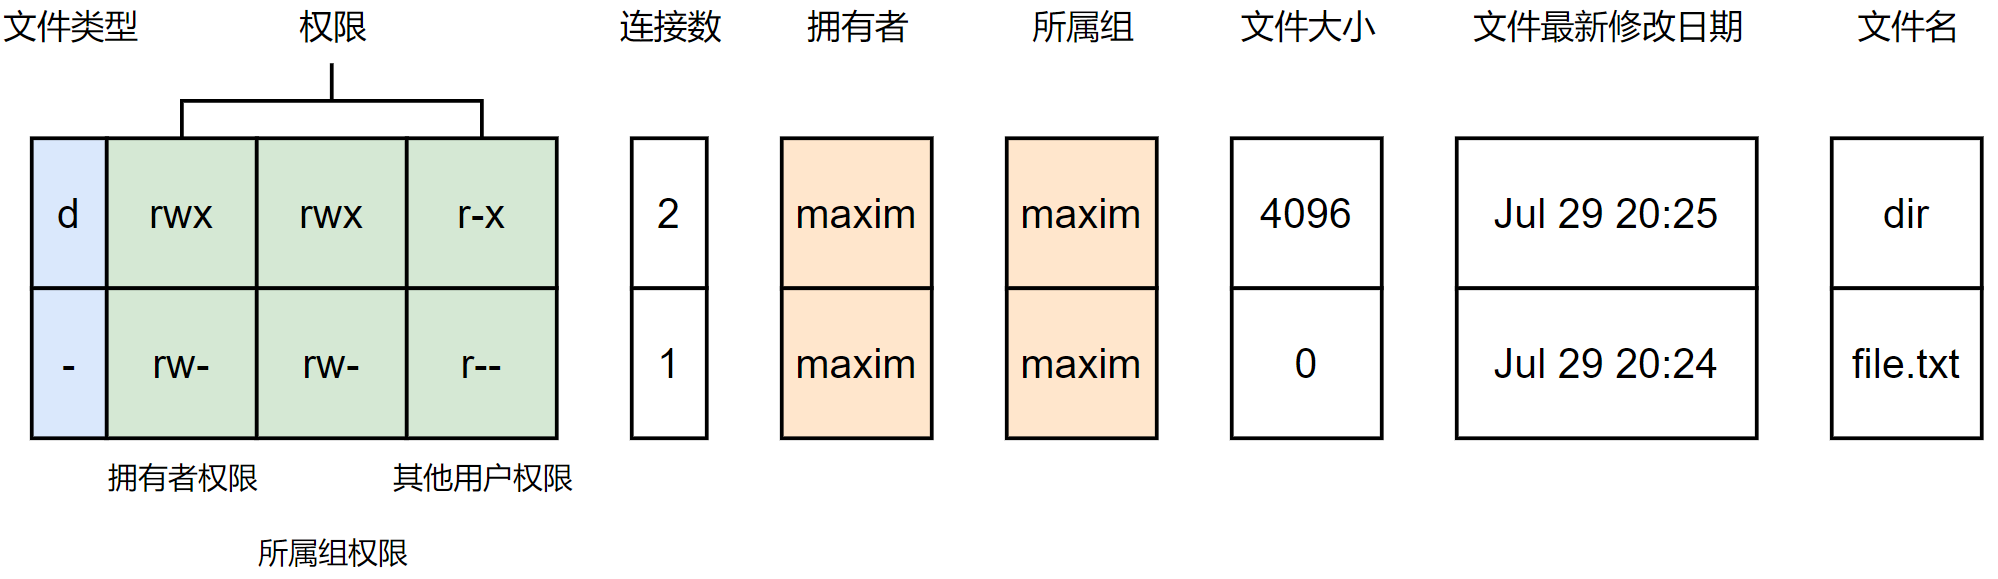 文件类型 权限 连接数 拥有者 所属组 文件大小 文件最新修改日期 文件名
d rwx rwx r-x 2 maxim maxim 4096 Jul 29 20:25 dir
- rw- rw- r-- 1 maxim maxim 0 Jul 29 20:24 file.txt
拥有者权限 其他用户权限
所属组权限